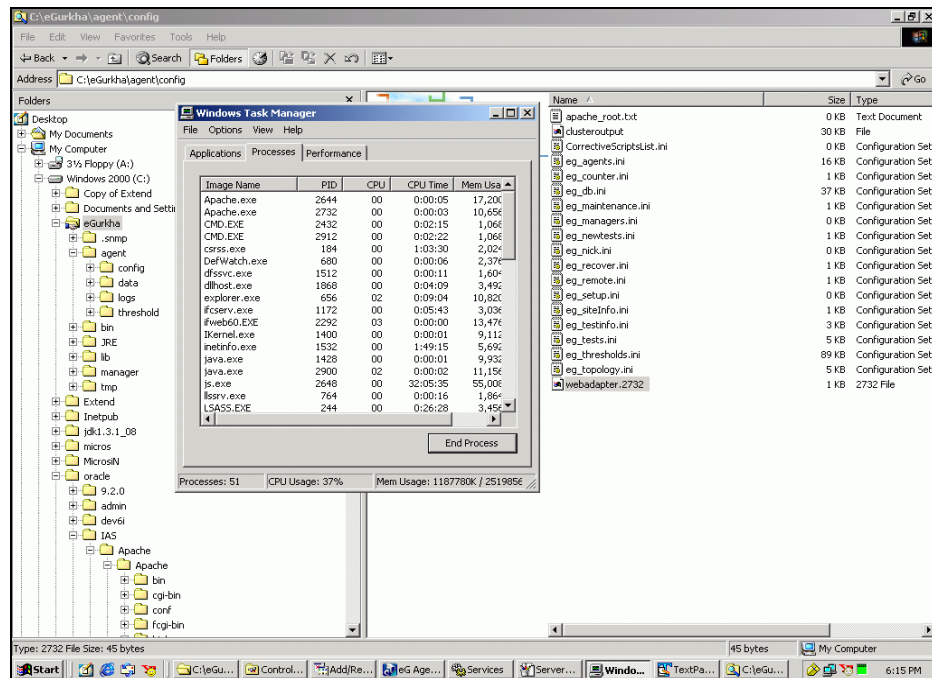 C:\eGurkha\agent\config
File Edit View Favorites Tools Help
Back Search Folders
Address C:\eGurkha\agent\config Go
Folders
Desktop
My Documents
My Computer
3½ Floppy (A:)
Windows 2000 (C:)
Copy of Extend
Documents and Setti
eGurkha
.snmp
agent
config
data
logs
threshold
bin
JRE
lib
manager
tmp
Extend
Inetpub
jdk1.3.1_08
micros
MicrosiN
oracle
9.2.0
admin
dev6i
IAS
Apache
Apache
bin
cgi-bin
conf
fcgi-bin
Windows Task Manager
File Options View Help
Applications Processes Performance
Image Name PID CPU CPU Time Mem Usa
Apache.exe 2644 00 0:00:05 17,200
Apache.exe 2732 00 0:00:03 10,656
CMD.EXE 2432 00 0:02:15 1,068
CMD.EXE 2912 00 0:02:22 1,068
csrss.exe 184 00 1:03:30 2,024
DefWatch.exe 680 00 0:00:06 2,376
dfssvc.exe 1512 00 0:00:11 1,604
dllhost.exe 1868 00 0:04:09 3,492
explorer.exe 656 02 0:09:04 10,820
ifcserv.exe 1172 00 0:05:43 3,036
ifweb60.EXE 2292 03 0:00:00 13,476
IKernel.exe 1400 00 0:00:01 9,112
inetinfo.exe 1532 00 1:49:15 5,692
java.exe 1428 00 0:00:01 9,932
java.exe 2900 02 0:00:02 11,156
js.exe 2648 00 32:05:35 55,008
llssrv.exe 764 00 0:00:16 1,864
LSASS.EXE 244 00 0:26:28 3,456
End Process
Processes: 51 CPU Usage: 37% Mem Usage: 1187780K / 2519856
Name Size Type
apache_root.txt 0 KB Text Document
clusteroutput 30 KB File
CorrectiveScriptsList.ini 0 KB Configuration Set
eg_agents.ini 16 KB Configuration Set
eg_counter.ini 1 KB Configuration Set
eg_db.ini 37 KB Configuration Set
eg_maintenance.ini 1 KB Configuration Set
eg_managers.ini 0 KB Configuration Set
eg_newtests.ini 1 KB Configuration Set
eg_nick.ini 0 KB Configuration Set
eg_recover.ini 1 KB Configuration Set
eg_remote.ini 1 KB Configuration Set
eg_setup.ini 0 KB Configuration Set
eg_siteInfo.ini 1 KB Configuration Set
eg_testinfo.ini 3 KB Configuration Set
eg_tests.ini 5 KB Configuration Set
eg_thresholds.ini 89 KB Configuration Set
eg_topology.ini 5 KB Configuration Set
webadapter.2732 1 KB 2732 File
Type: 2732 File Size: 45 bytes 45 bytes My Computer
Start C:\eGu... Control... Add/Re... eG Age... Services Server... Windo... TextPa... C:\eGu... 6:15 PM